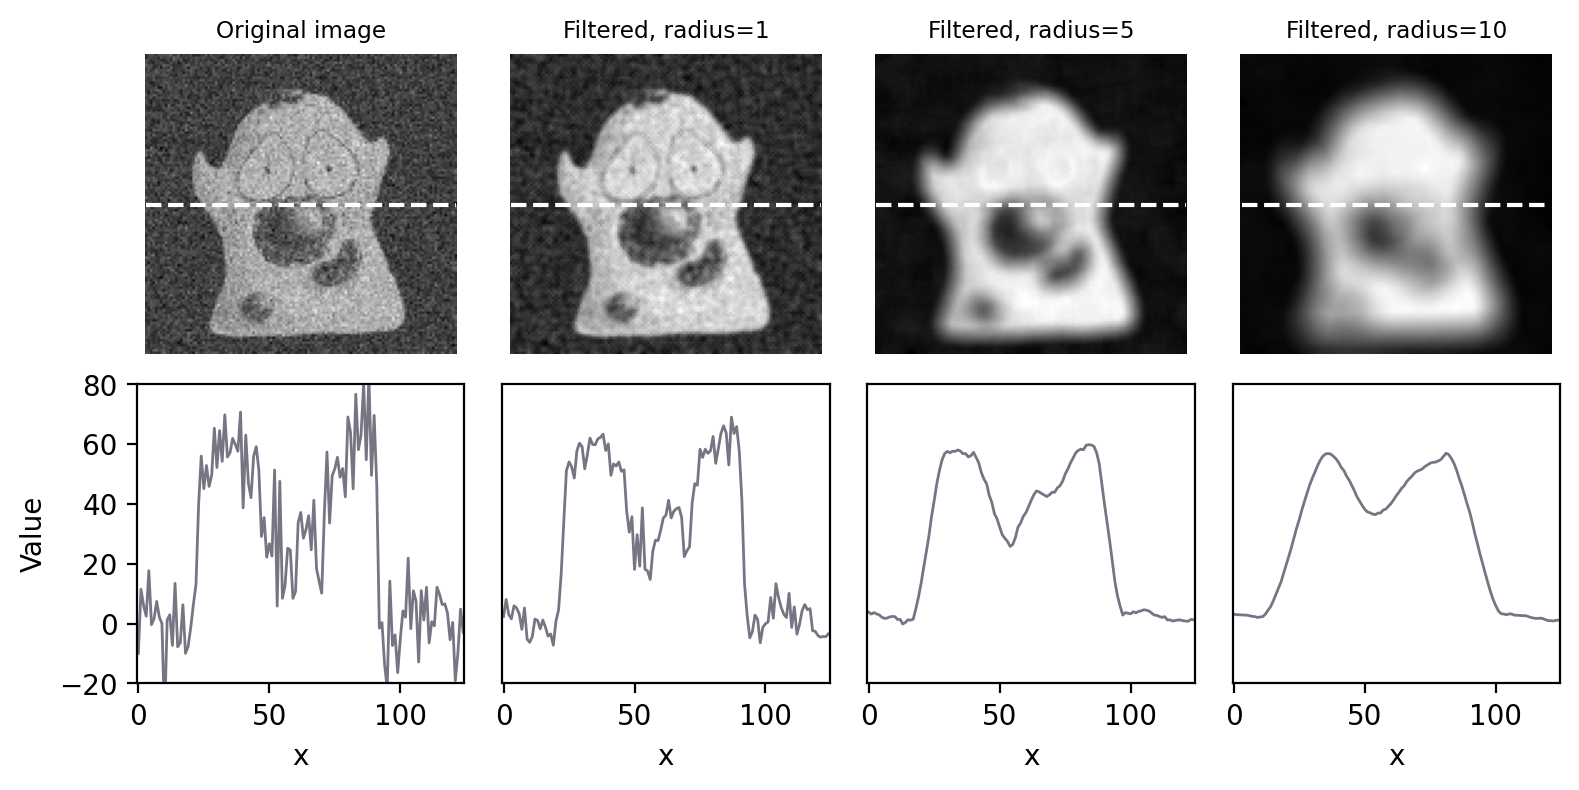 Original image
Filtered, radius=1
Filtered, radius=5
Filtered, radius=10
Value
80
60
40
20
0
−20
0 50 100
0 50 100
0 50 100
0 50 100
x
x
x
x